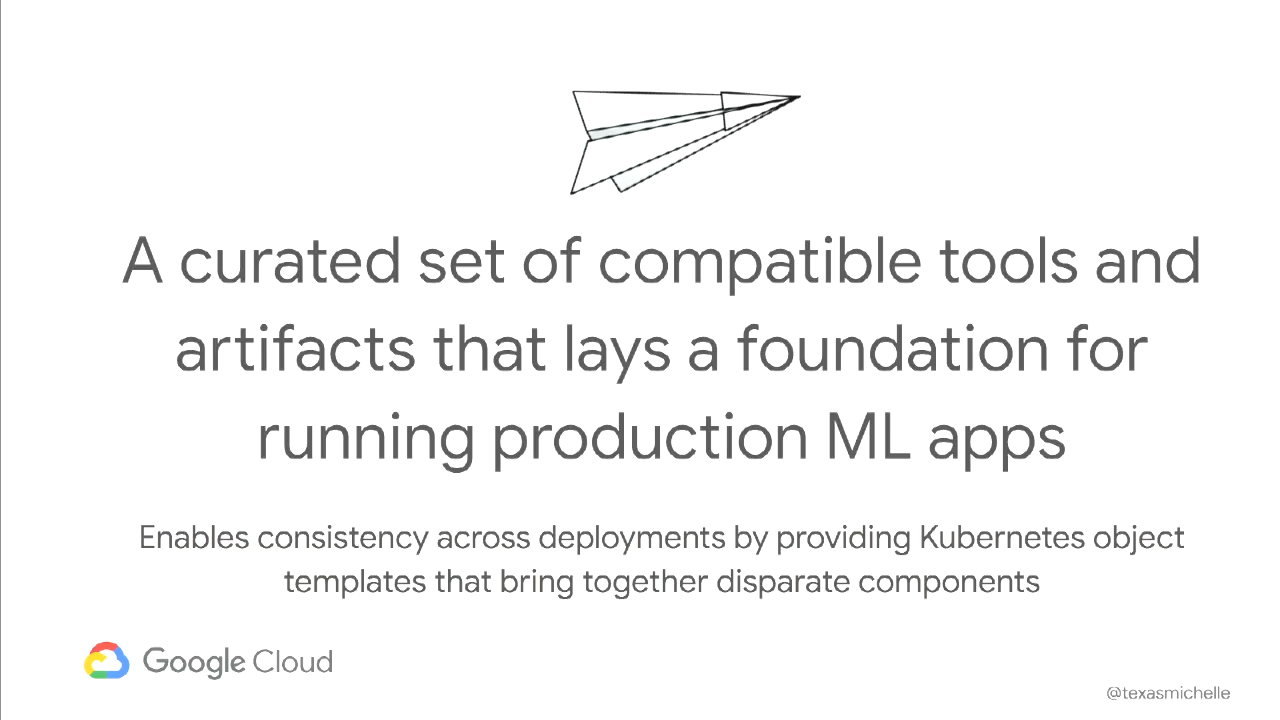 A curated set of compatible tools and
artifacts that lays a foundation for
running production ML apps
Enables consistency across deployments by providing Kubernetes object
templates that bring together disparate components
Google Cloud
@texasmichelle